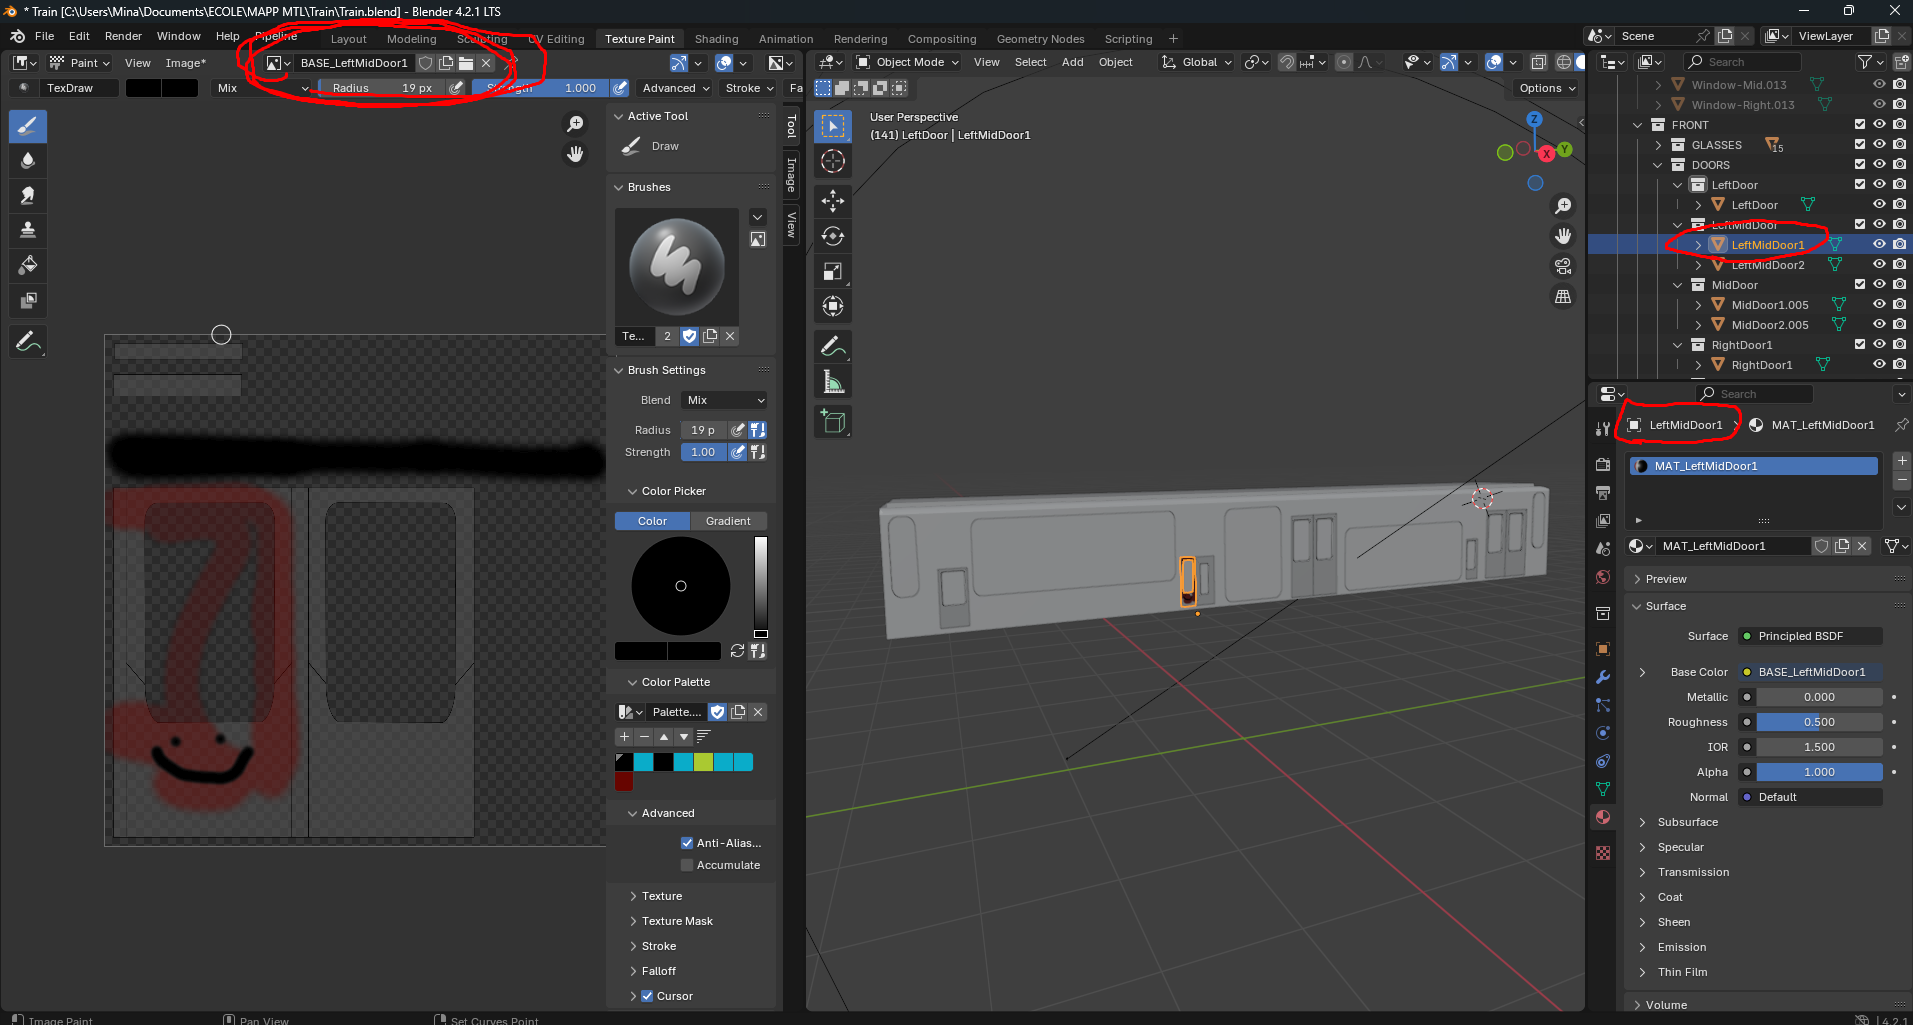 * Train [C:\Users\Mina\Documents\ECOLE\MAPP MTL\Train\Train.blend] - Blender 4.2.1 LTS
File Edit Render Window Help Pipeline Layout Modeling Sculpting UV Editing Texture Paint Shading Animation Rendering Compositing Geometry Nodes Scripting + Scene ViewLayer
Paint View Image* BASE_LeftMidDoor1 Object Mode View Select Add Object Global Search
TexDraw Mix Radius 19 px Strength 1.000 Advanced Stroke Fa Options
Tool
Image
View
Active Tool
Draw
Brushes
Te... 2
Brush Settings
Blend Mix
Radius 19 p
Strength 1.00
Color Picker
Color Gradient
Color Palette
Palette....
Advanced
Anti-Alias...
Accumulate
Texture
Texture Mask
Stroke
Falloff
Cursor
User Perspective
(141) LeftDoor | LeftMidDoor1
Z
X
Y
Window-Mid.013
Window-Right.013
FRONT
GLASSES 15
DOORS
LeftDoor
LeftDoor
LeftMidDoor
LeftMidDoor1
LeftMidDoor2
MidDoor
MidDoor1.005
MidDoor2.005
RightDoor1
RightDoor1
Search
LeftMidDoor1 MAT_LeftMidDoor1
MAT_LeftMidDoor1
MAT_LeftMidDoor1
Preview
Surface
Surface Principled BSDF
Base Color BASE_LeftMidDoor1
Metallic 0.000
Roughness 0.500
IOR 1.500
Alpha 1.000
Normal Default
Subsurface
Specular
Transmission
Coat
Sheen
Emission
Thin Film
Volume
Image Paint Pan View Set Curves Point 4.2.1